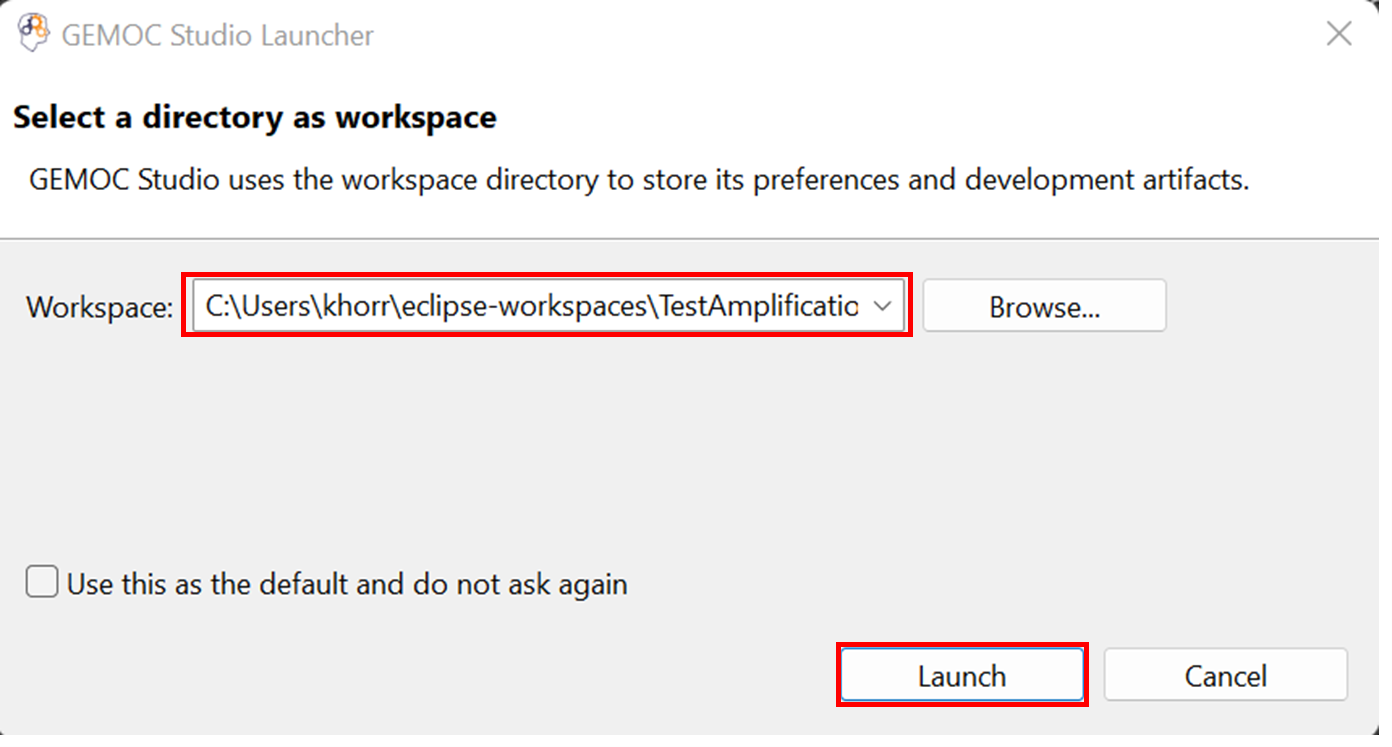 GEMOC Studio Launcher
Select a directory as workspace
GEMOC Studio uses the workspace directory to store its preferences and development artifacts.
Workspace: C:\Users\khorr\eclipse-workspaces\TestAmplificatio Browse...
Use this as the default and do not ask again
Launch Cancel